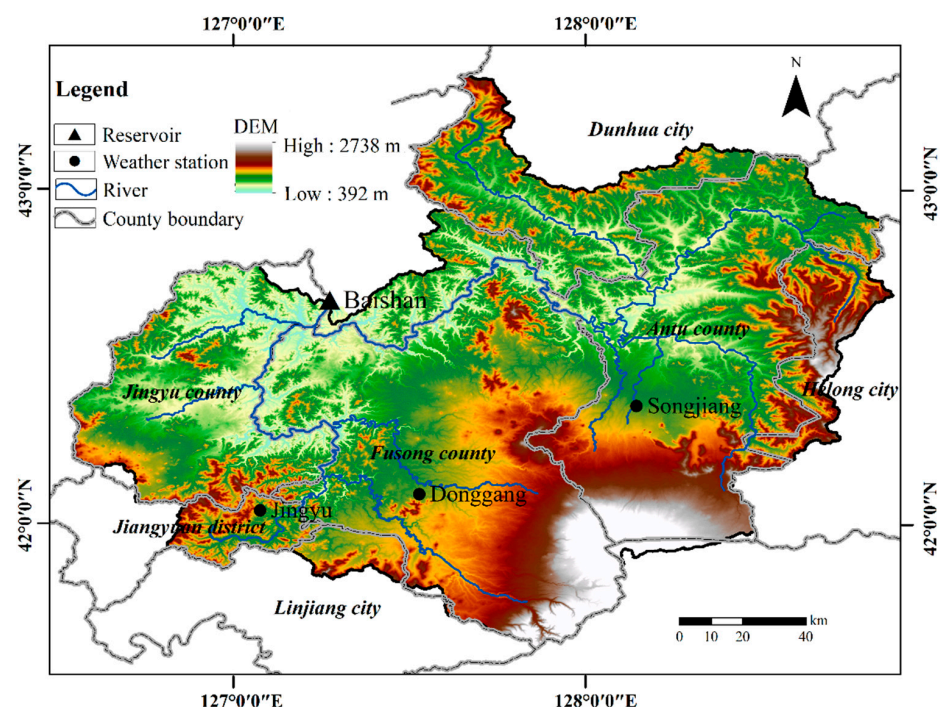 127°0′0″E 128°0′0″E
N
Legend
Reservoir
Weather station
River
County boundary
DEM
High : 2738 m
Low : 392 m
Dunhua city
43°0′0″N
43°0′0″N
Baishan
Antu county
Jingyu county
Helong city
Songjiang
Fusong county
Donggang
Jingyu
Jiangyuan district
42°0′0″N
42°0′0″N
Linjiang city
km
0 10 20 40
127°0′0″E 128°0′0″E